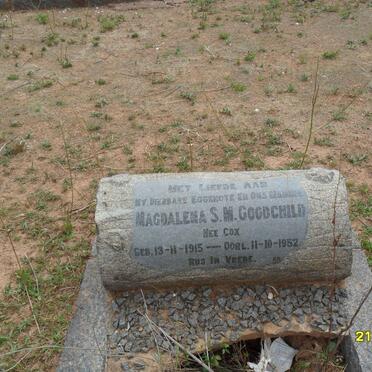 MET LIEFDE AAN
MY DIERBARE EGGENOTE EN ONS MOEDER
MAGDALENA S.M. GOODCHILD
NEE COX
GEB. 13-11-1915 — OORL. 11-10-1952
RUS IN VREDE.
21